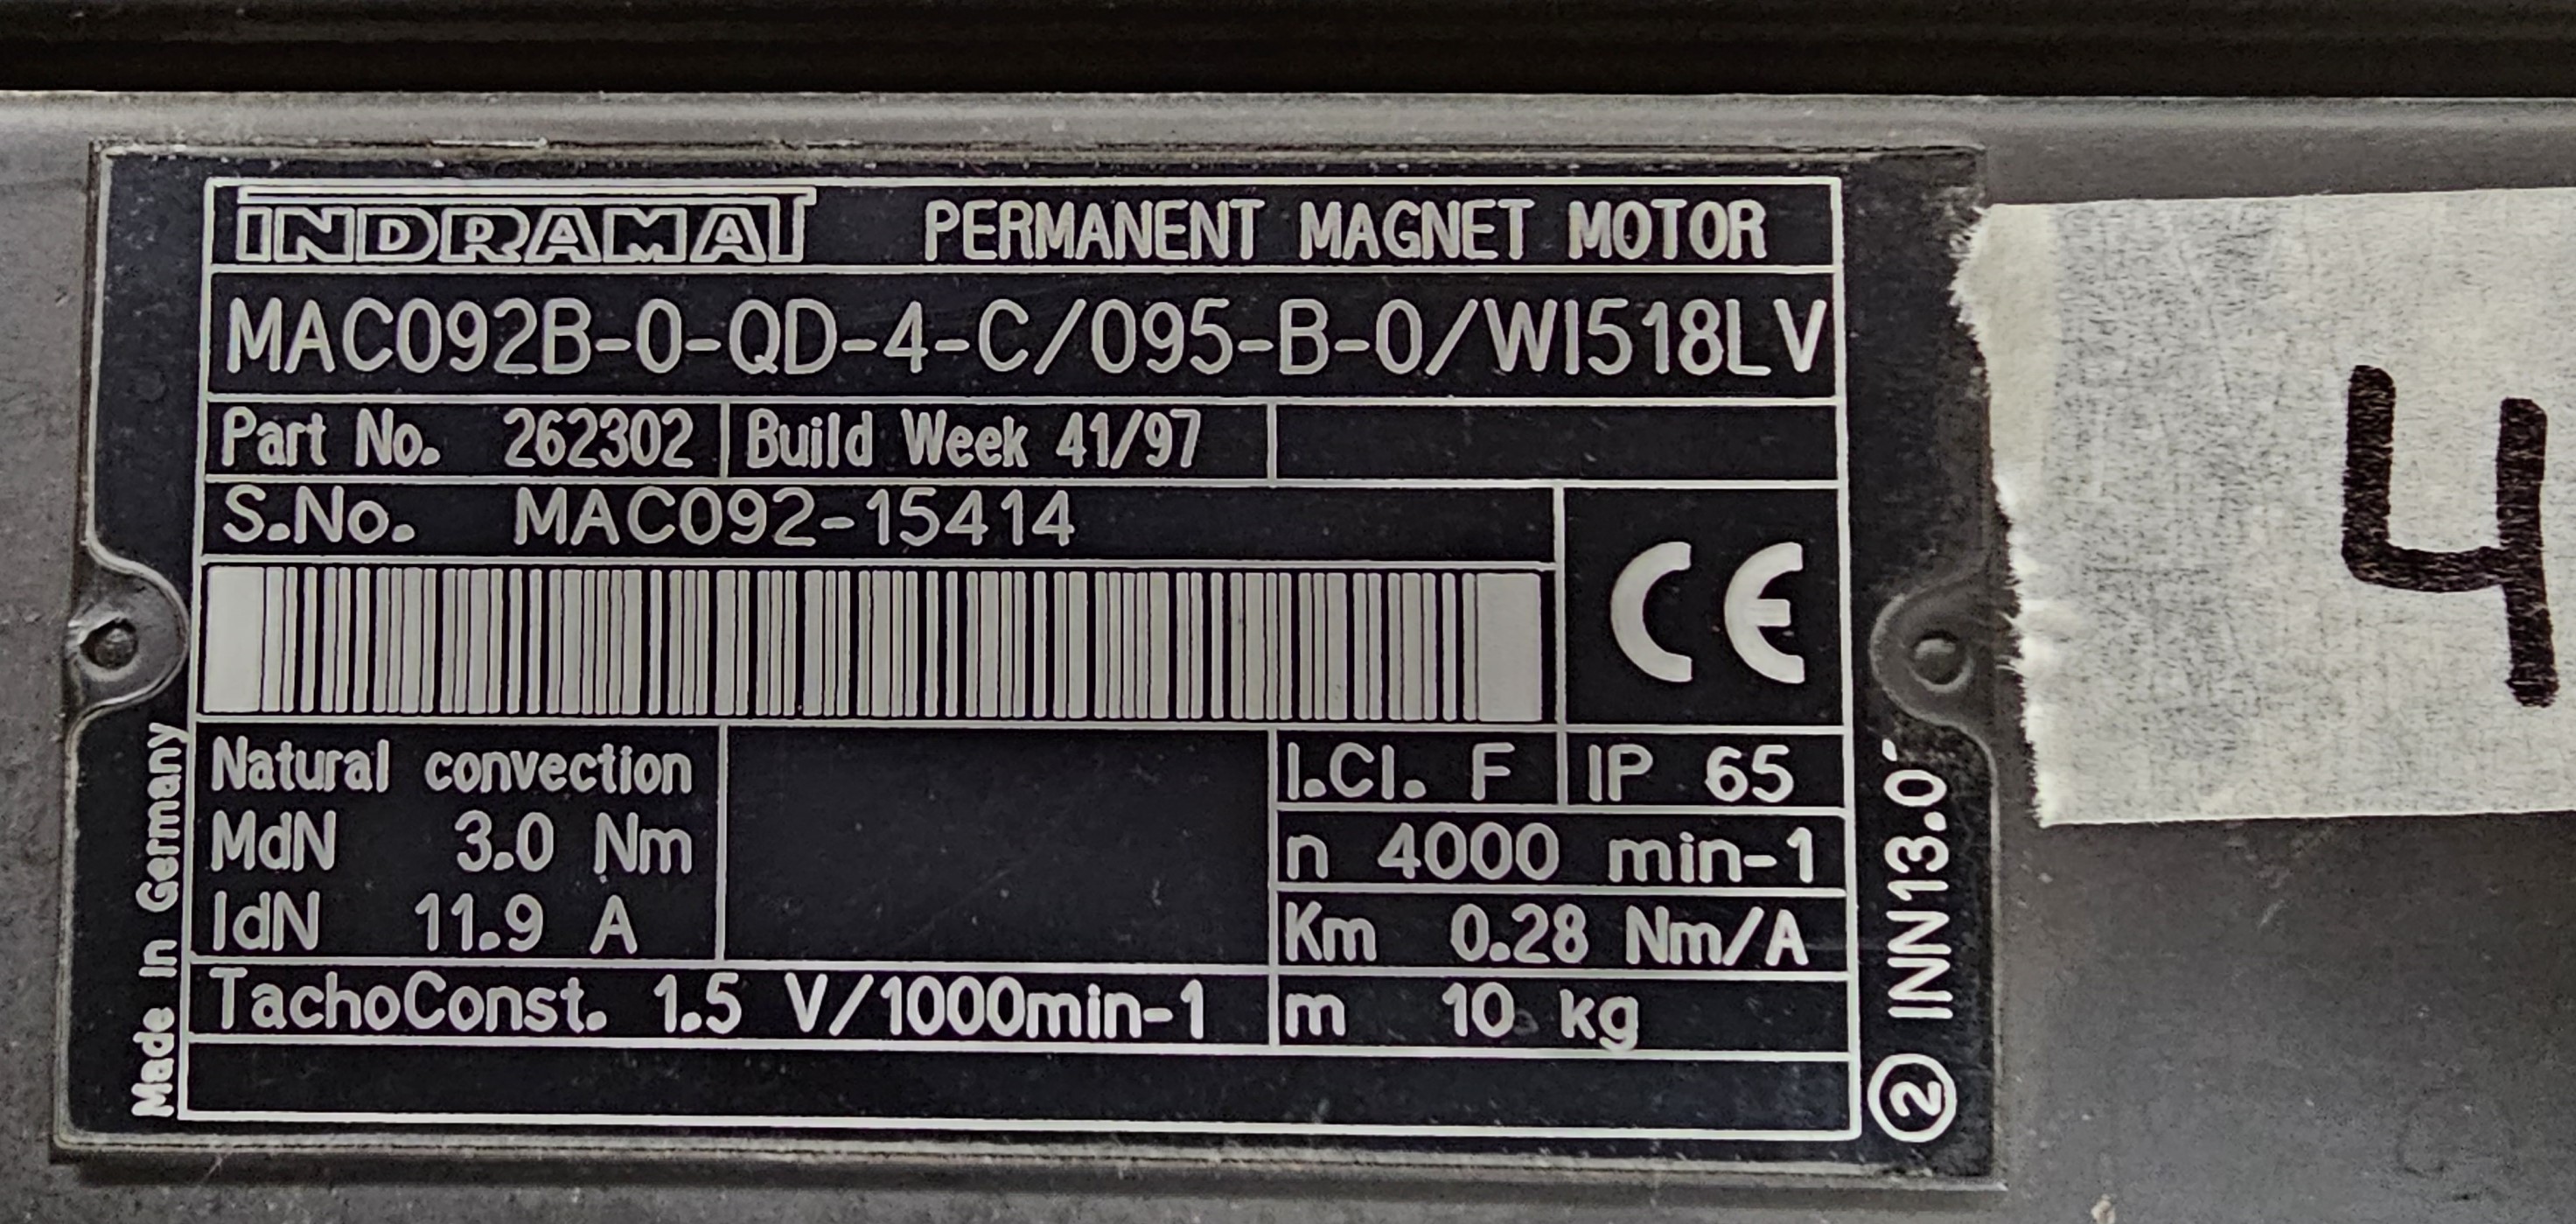 INDRAMAT PERMANENT MAGNET MOTOR
MAC092B-0-QD-4-C/095-B-0/WI518LV
Part No. 262302 Build Week 41/97
S.No. MAC092-15414
CE
Natural convection I.Cl. F IP 65
MdN 3.0 Nm n 4000 min-1
IdN 11.9 A Km 0.28 Nm/A
TachoConst. 1.5 V/1000min-1 m 10 kg
Made in Germany
2
4